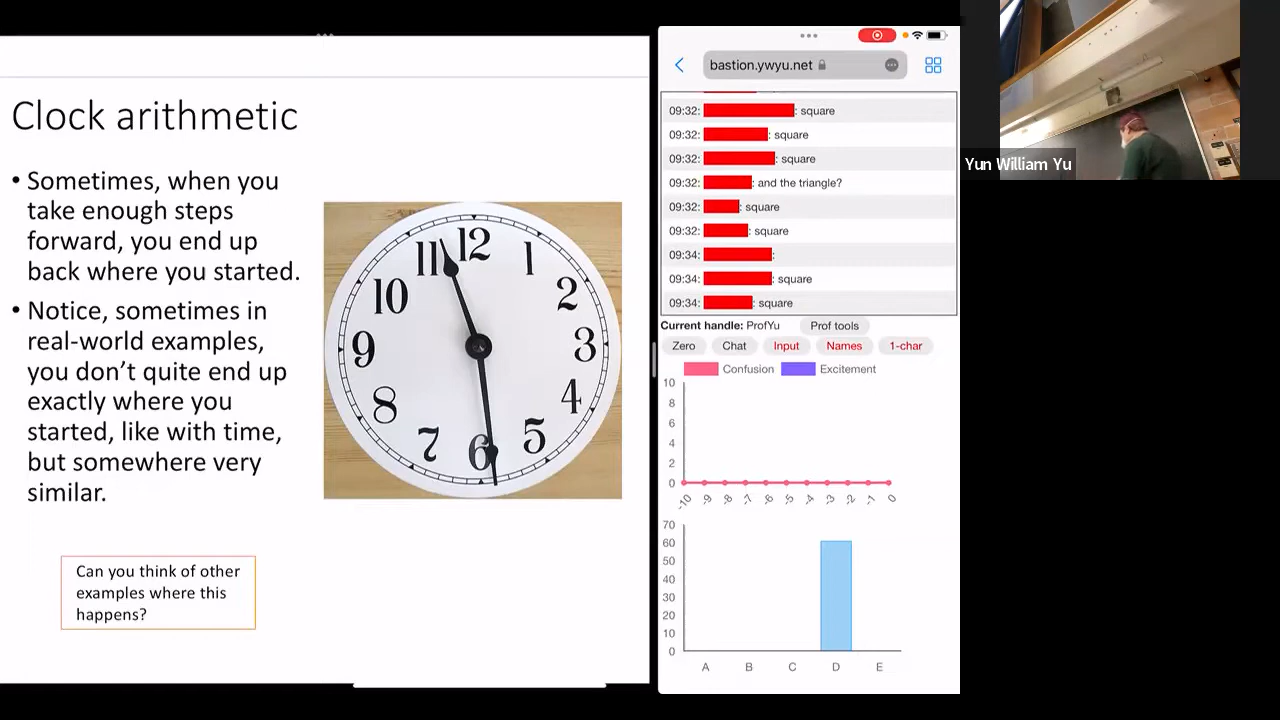 Clock arithmetic
• Sometimes, when you
take enough steps
forward, you end up
back where you started.
• Notice, sometimes in
real-world examples,
you don't quite end up
exactly where you
started, like with time,
but somewhere very
similar.
Can you think of other
examples where this
happens?
12
1
2
3
4
5
6
7
8
9
10
11
bastion.ywyu.net
09:32: : square
09:32: : square
09:32: : square
09:32: : and the triangle?
09:32: : square
09:32: : square
09:34: :
09:34: : square
09:34: : square
Current handle: ProfYu Prof tools
Zero Chat Input Names 1-char
Confusion Excitement
10
8
6
4
2
0
-10 -9 -8 -7 -6 -5 -4 -3 -2 -1 0
70
60
50
40
30
20
10
0
A B C D E
Yun William Yu